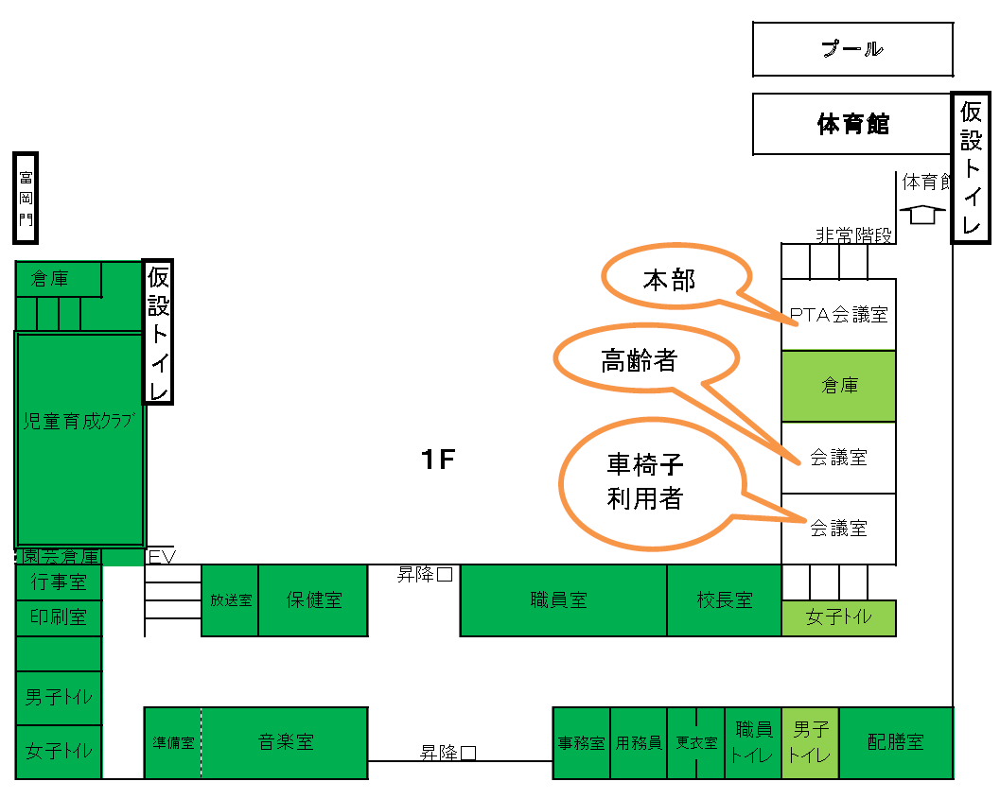 プール
体育館
仮設トイレ
富岡門
体育館
非常階段
倉庫
仮設トイレ
本部
PTA会議室
高齢者
倉庫
児童育成クラブ
1F
車椅子
利用者
会議室
会議室
園芸倉庫
EV
行事室
放送室
保健室
昇降口
職員室
校長室
印刷室
女子トイレ
男子トイレ
女子トイレ
準備室
音楽室
昇降口
事務室
用務員
更衣室
職員
トイレ
男子
トイレ
配膳室